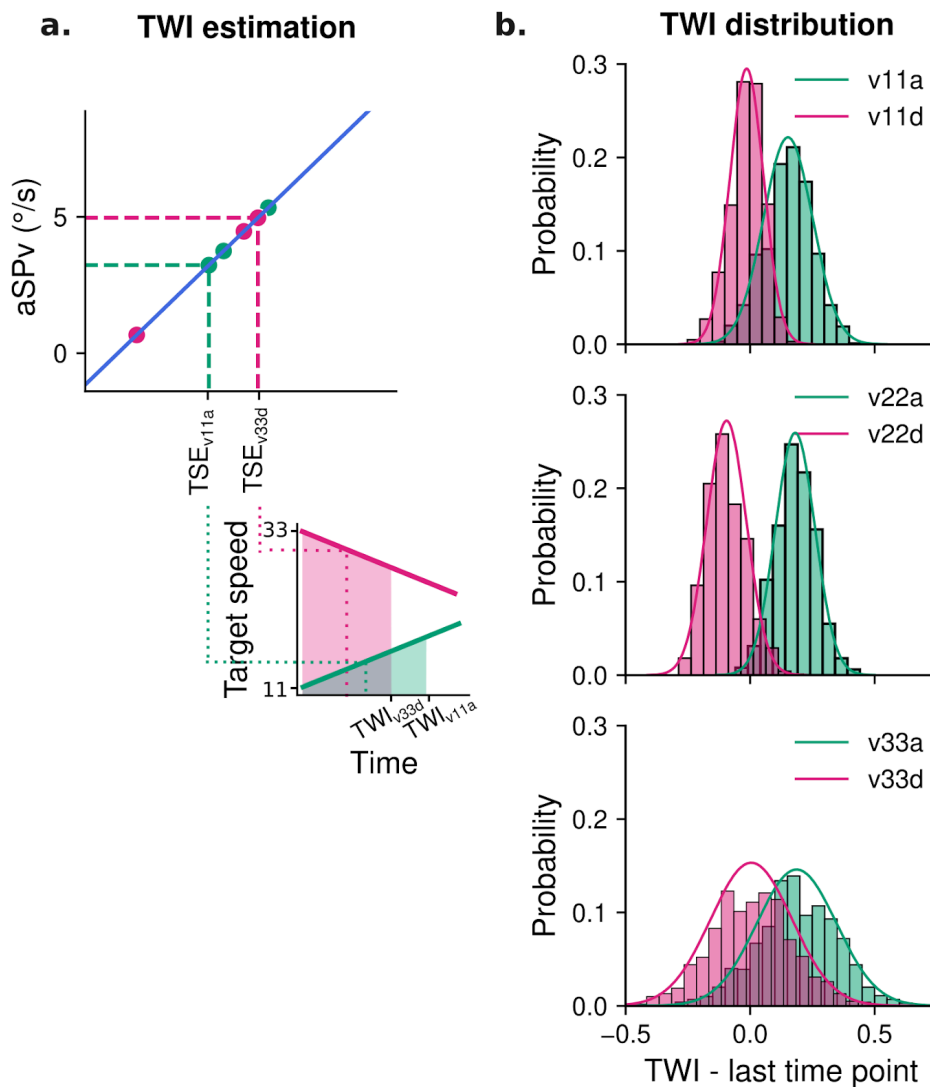 a. TWI estimation
aSPv (°/s)
5
0
TSEv11a
TSEv33d
Target speed
33
11
TWIv33d
TWIv11a
Time
b. TWI distribution
Probability
0.3
0.2
0.1
0.0
v11a
v11d
Probability
0.3
0.2
0.1
0.0
v22a
v22d
Probability
0.3
0.2
0.1
0.0
v33a
v33d
−0.5 0.0 0.5
TWI - last time point